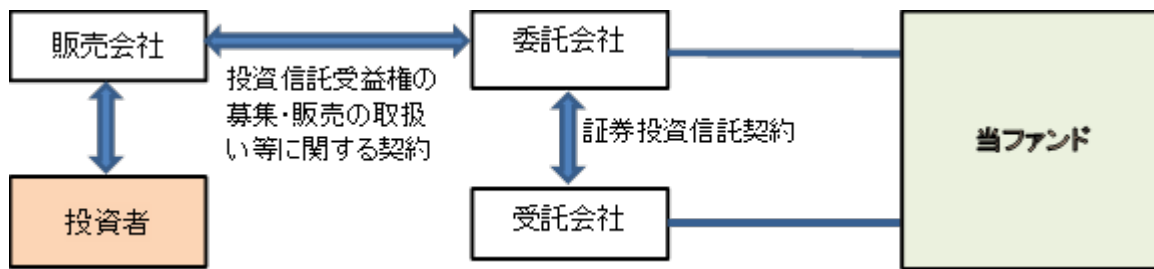 販売会社
委託会社
投資信託受益権の
募集・販売の取扱
い等に関する契約
証券投資信託契約
当ファンド
投資者
受託会社